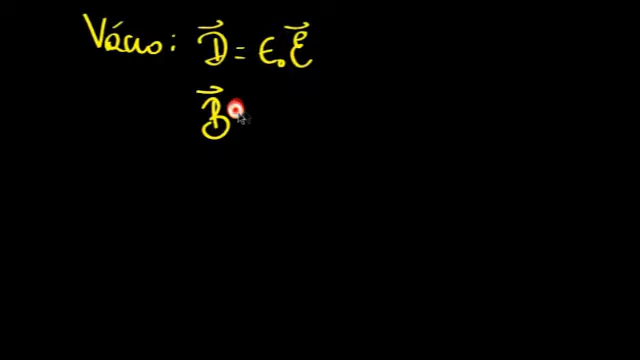 Vácuo: D⃗ = ε₀E⃗
B⃗